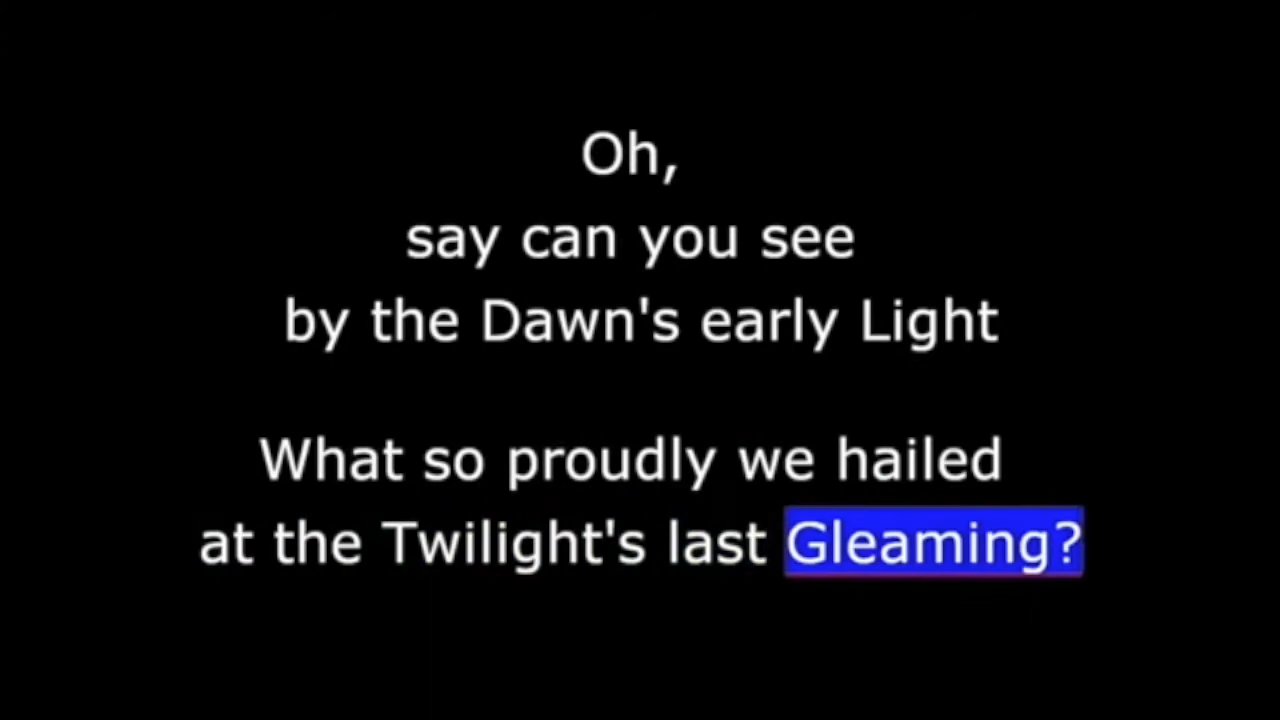 Oh,
say can you see
by the Dawn's early Light
What so proudly we hailed
at the Twilight's last Gleaming?